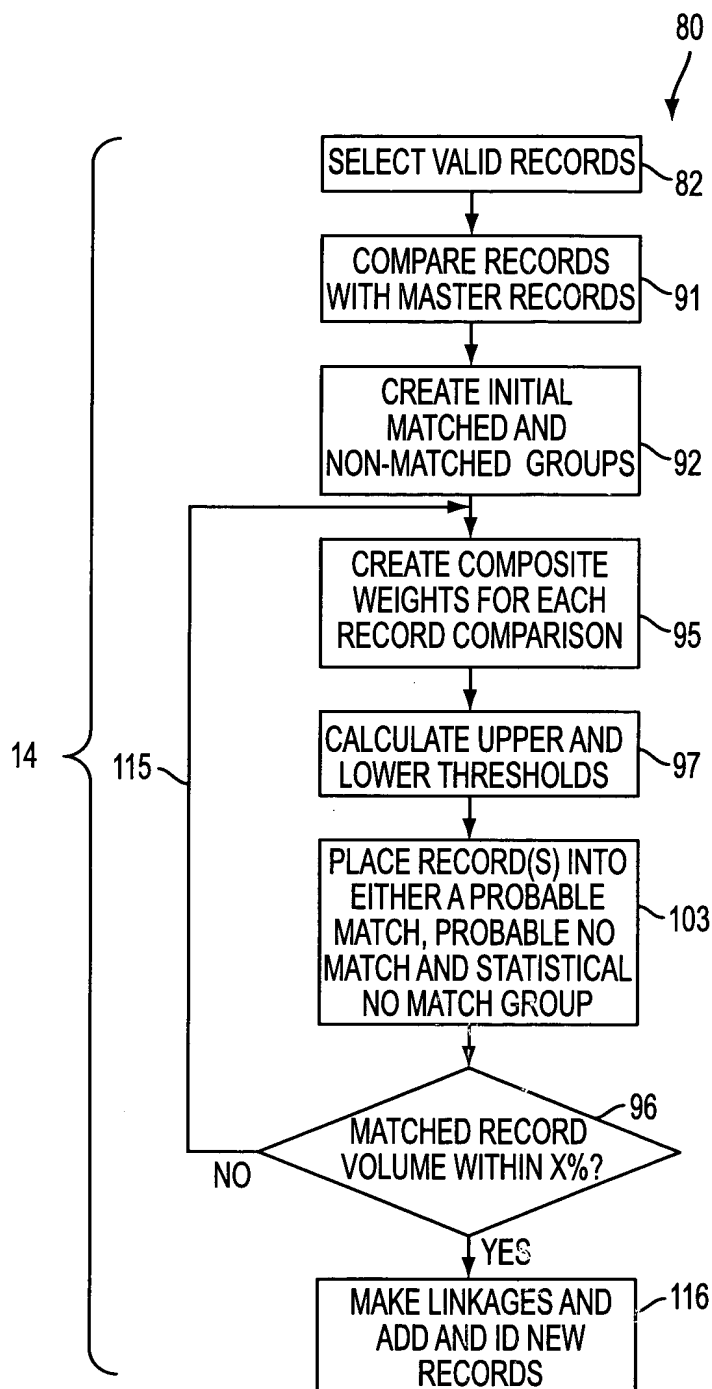 80
SELECT VALID RECORDS
82
COMPARE RECORDS
WITH MASTER RECORDS
91
CREATE INITIAL
MATCHED AND
NON-MATCHED GROUPS
92
CREATE COMPOSITE
WEIGHTS FOR EACH
RECORD COMPARISON
95
14
115
CALCULATE UPPER AND
LOWER THRESHOLDS
97
PLACE RECORD(S) INTO
EITHER A PROBABLE
MATCH, PROBABLE NO
MATCH AND STATISTICAL
NO MATCH GROUP
103
MATCHED RECORD
VOLUME WITHIN X%?
96
NO
YES
MAKE LINKAGES AND
ADD AND ID NEW
RECORDS
116